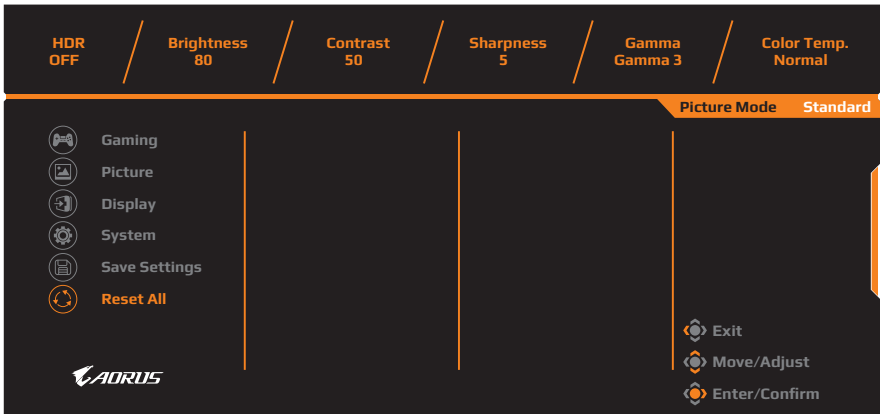 HDR
OFF
Brightness
80
Contrast
50
Sharpness
5
Gamma
Gamma 3
Color Temp.
Normal
Picture Mode Standard
Gaming
Picture
Display
System
Save Settings
Reset All
Exit
Move/Adjust
Enter/Confirm
AORUS